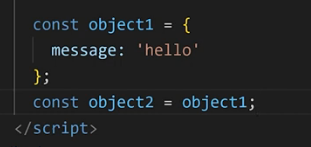 const object1 = {
message: 'hello'
};
const object2 = object1;
</script>